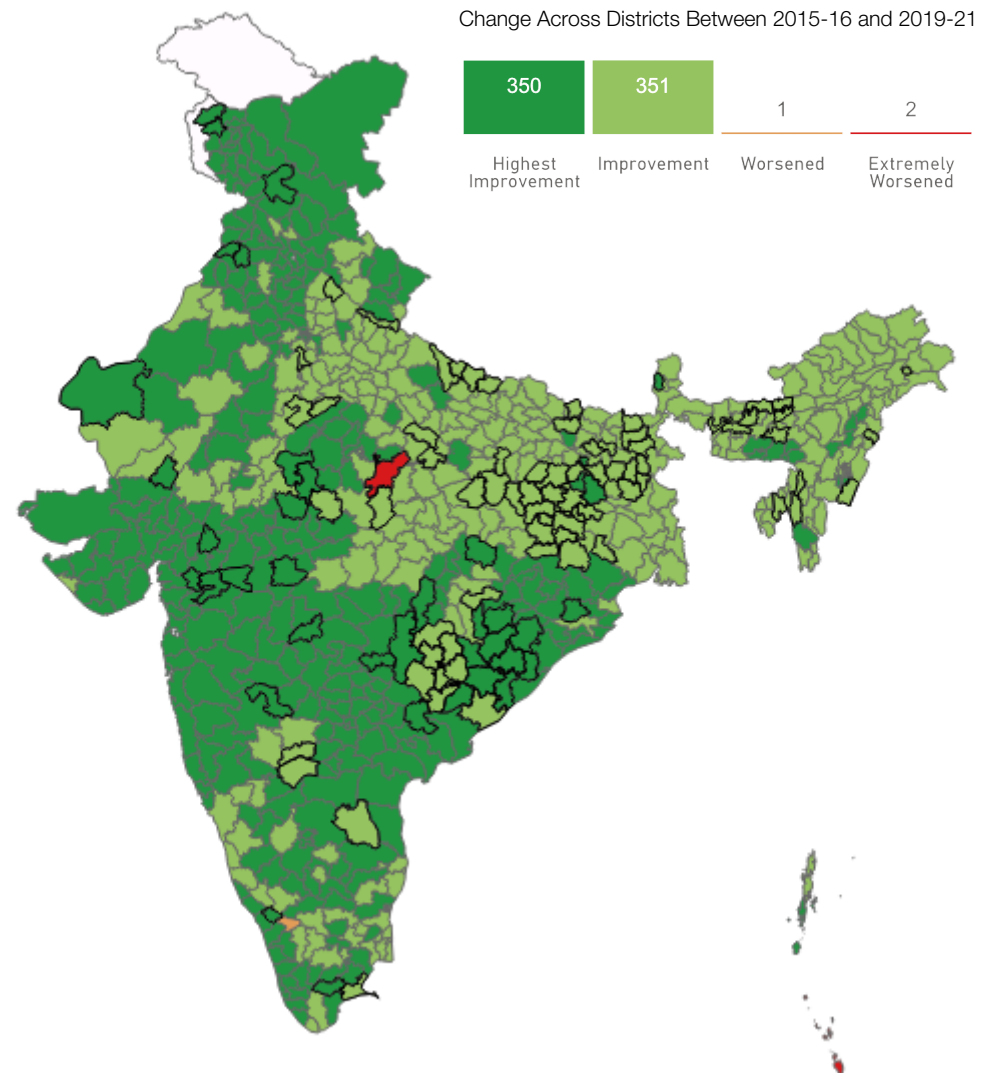 Change Across Districts Between 2015-16 and 2019-21
350
351
1
2
Highest
Improvement
Improvement
Worsened
Extremely
Worsened